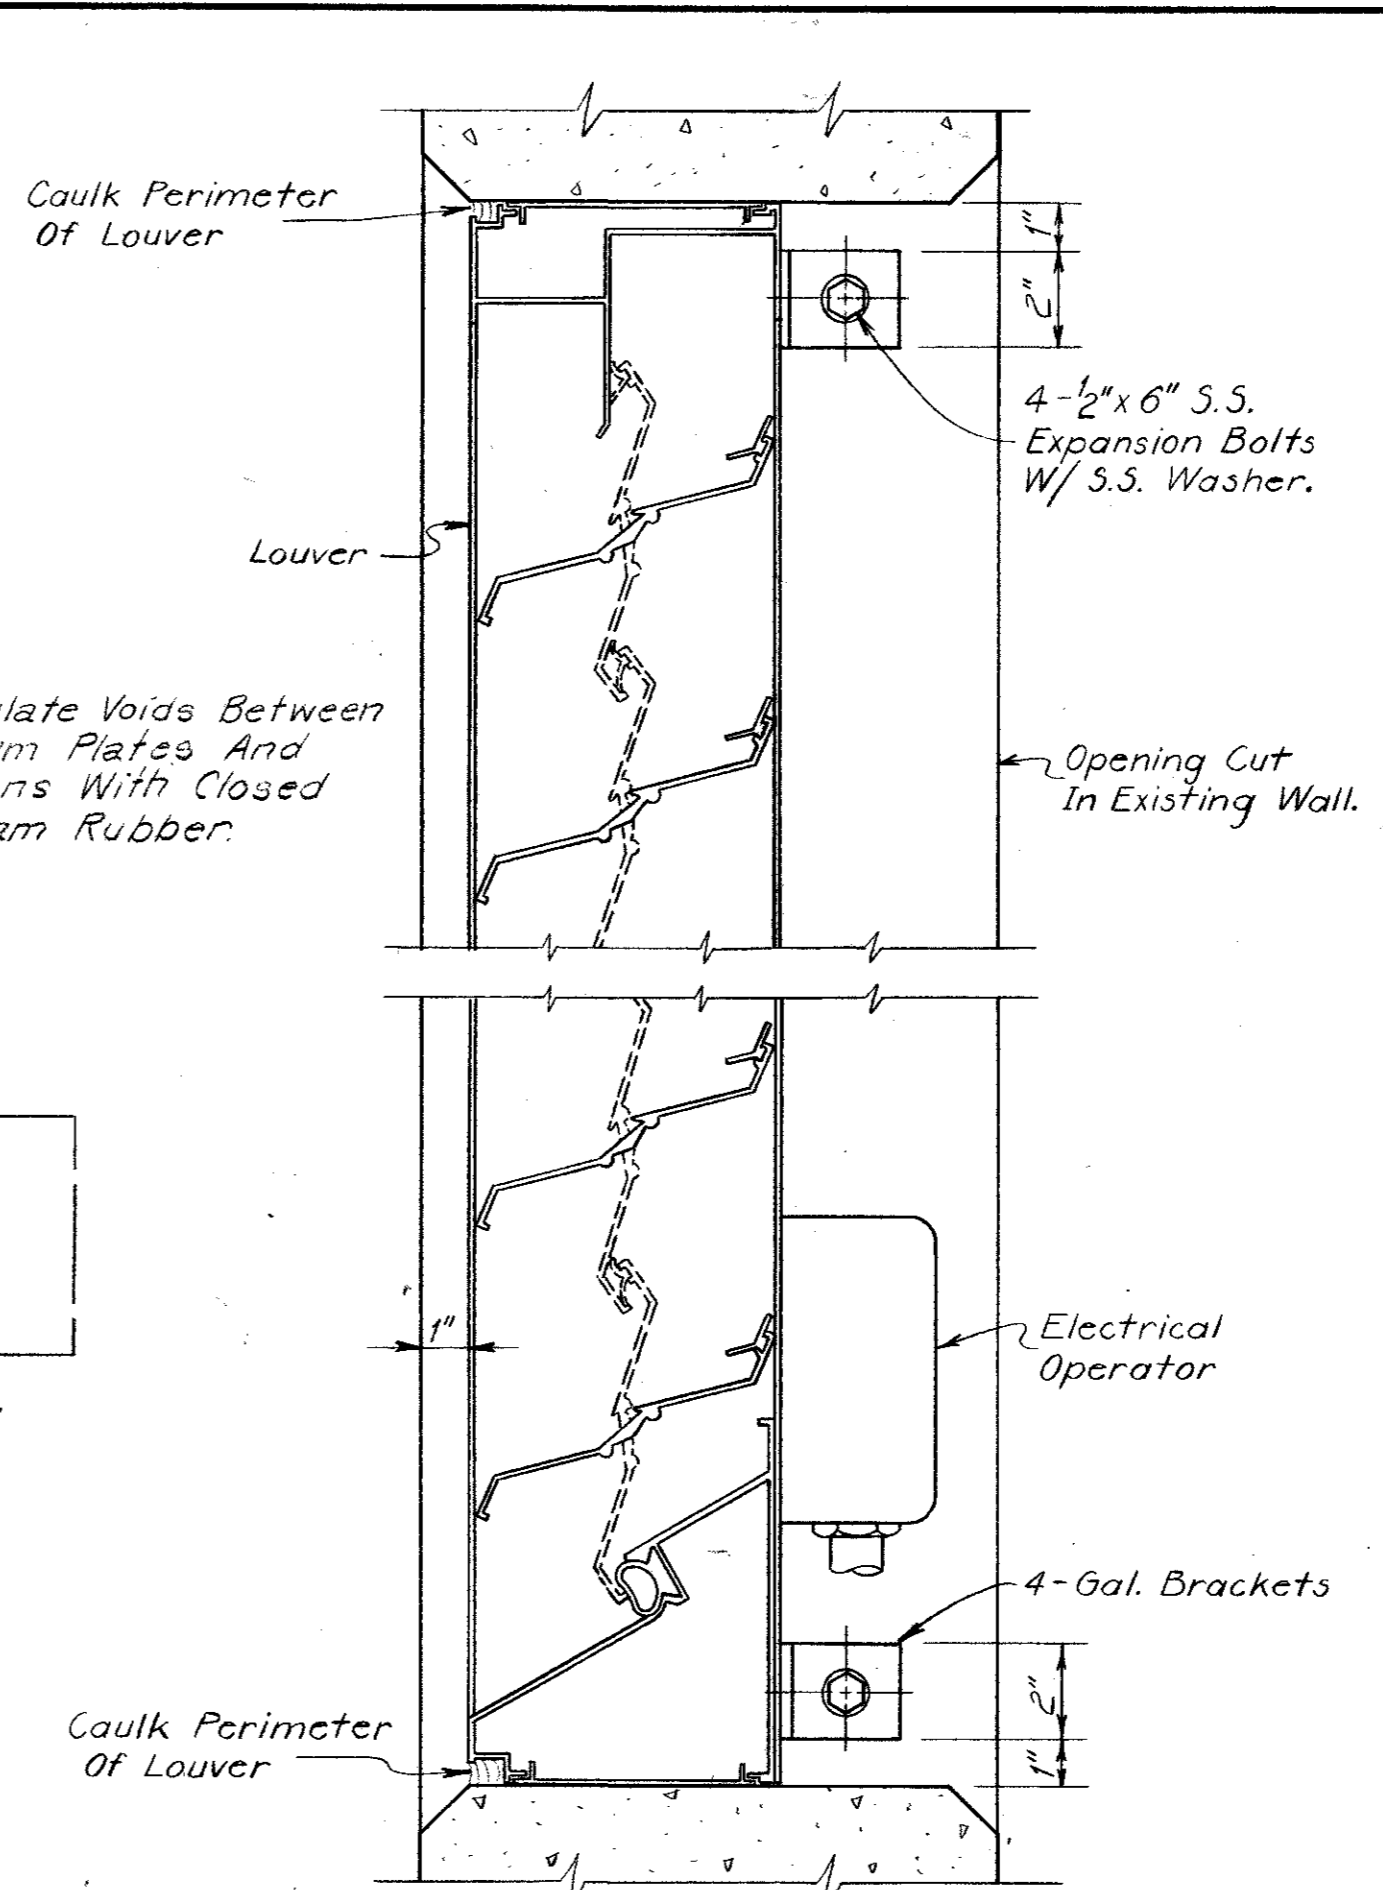 Caulk Perimeter
Of Louver
1"
2"
4-½"x 6" S.S.
Expansion Bolts
W/ S.S. Washer.
Louver
Voids Between
Plates And
With Closed
Rubber.
Opening Cut
In Existing Wall.
1"
Electrical
Operator
4-Gal. Brackets
2"
1"
Caulk Perimeter
Of Louver